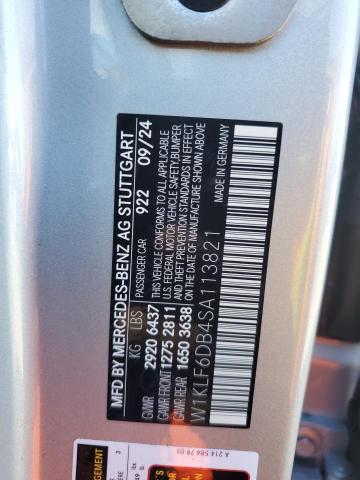 MFD BY MERCEDES-BENZ AG STUTTGART
PASSENGER CAR 922 09/24
KG LBS
GVWR 2920 6437
GAWR FRONT 1275 2811
GAWR REAR 1650 3638
THIS VEHICLE CONFORMS TO ALL APPLICABLE
U.S. FEDERAL MOTOR VEHICLE SAFETY, BUMPER
AND THEFT PREVENTION STANDARDS IN EFFECT
ON THE DATE OF MANUFACTURE SHOWN ABOVE
W1KLF6DB4SA113821
MADE IN GERMANY
A 214 584 79 01